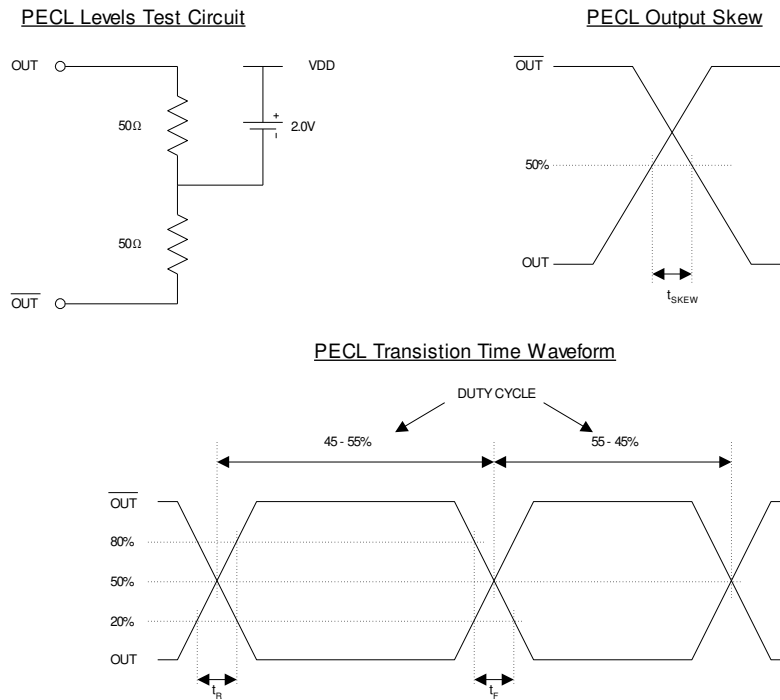 PECL Levels Test Circuit
OUT
VDD
50Ω
+
2.0V
-
50Ω
OUT
PECL Output Skew
OUT
50%
OUT
tSKEW
PECL Transistion Time Waveform
DUTY CYCLE
45 - 55%
55 - 45%
OUT
80%
50%
20%
OUT
tR
tF